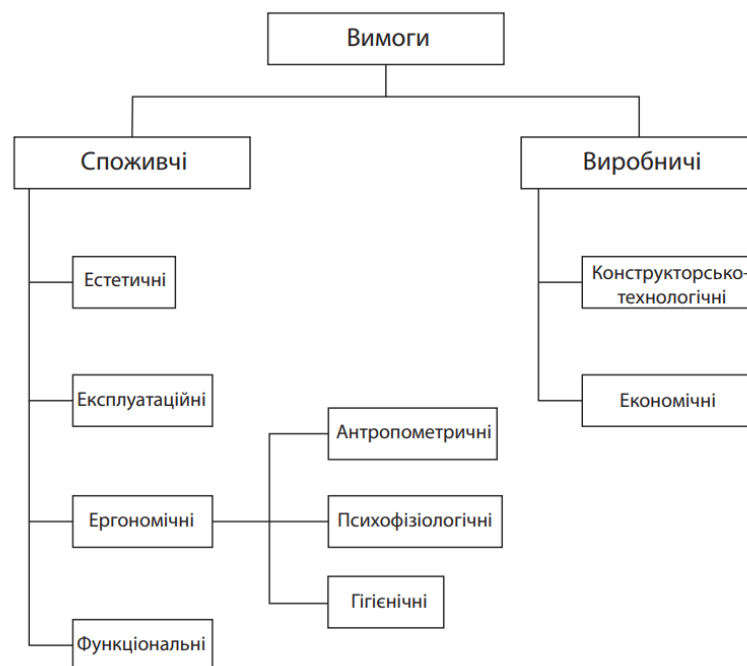 Вимоги
Споживчі
Виробничі
Естетичні
Конструкторсько-
технологічні
Експлуатаційні
Економічні
Антропометричні
Ергономічні
Психофізіологічні
Гігієнічні
Функціональні